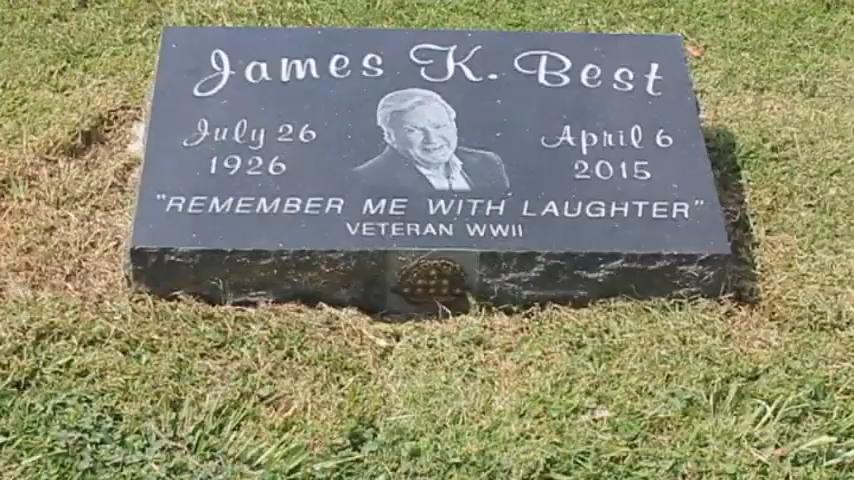 James K. Best
July 26 April 6
1926 2015
"REMEMBER ME WITH LAUGHTER"
VETERAN WWII